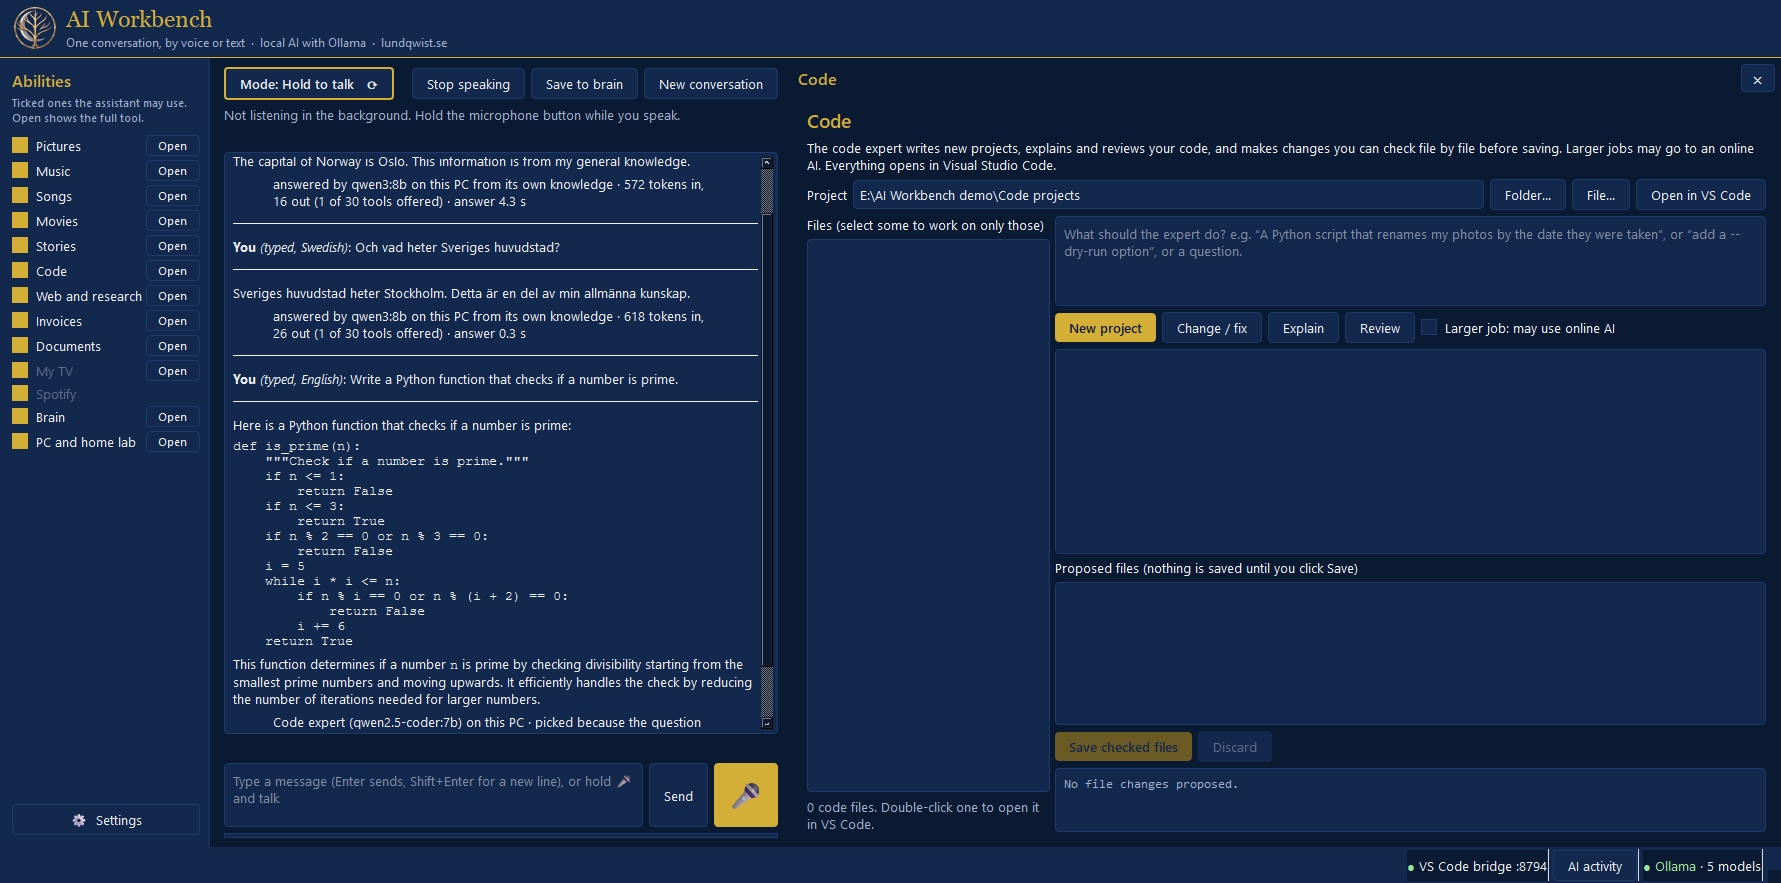 AI Workbench
One conversation, by voice or text · local AI with Ollama · lundqwist.se
Abilities
Ticked ones the assistant may use.
Open shows the full tool.
Pictures Open
Music Open
Songs Open
Movies Open
Stories Open
Code Open
Web and research Open
Invoices Open
Documents Open
My TV Open
Spotify
Brain Open
PC and home lab Open
Settings
Mode: Hold to talk ⟳ Stop speaking Save to brain New conversation
Not listening in the background. Hold the microphone button while you speak.
The capital of Norway is Oslo. This information is from my general knowledge.
answered by qwen3:8b on this PC from its own knowledge · 572 tokens in,
16 out (1 of 30 tools offered) · answer 4.3 s
You (typed, Swedish): Och vad heter Sveriges huvudstad?
Sveriges huvudstad heter Stockholm. Detta är en del av min allmänna kunskap.
answered by qwen3:8b on this PC from its own knowledge · 618 tokens in,
26 out (1 of 30 tools offered) · answer 0.3 s
You (typed, English): Write a Python function that checks if a number is prime.
Here is a Python function that checks if a number is prime:
def is_prime(n):
    """Check if a number is prime."""
    if n <= 1:
        return False
    if n <= 3:
        return True
    if n % 2 == 0 or n % 3 == 0:
        return False
    i = 5
    while i * i <= n:
        if n % i == 0 or n % (i + 2) == 0:
            return False
        i += 6
    return True
This function determines if a number n is prime by checking divisibility starting from the
smallest prime numbers and moving upwards. It efficiently handles the check by reducing
the number of iterations needed for larger numbers.
Code expert (qwen2.5-coder:7b) on this PC · picked because the question
Type a message (Enter sends, Shift+Enter for a new line), or hold 🎤
and talk
Send
Code ×
Code
The code expert writes new projects, explains and reviews your code, and makes changes you can check file by file before saving. Larger jobs may go to an online
AI. Everything opens in Visual Studio Code.
Project E:\AI Workbench demo\Code projects Folder... File... Open in VS Code
Files (select some to work on only those)
0 code files. Double-click one to open it
in VS Code.
What should the expert do? e.g. “A Python script that renames my photos by the date they were taken”, or “add a --
dry-run option”, or a question.
New project Change / fix Explain Review Larger job: may use online AI
Proposed files (nothing is saved until you click Save)
Save checked files Discard
No file changes proposed.
● VS Code bridge :8794 AI activity ● Ollama · 5 models